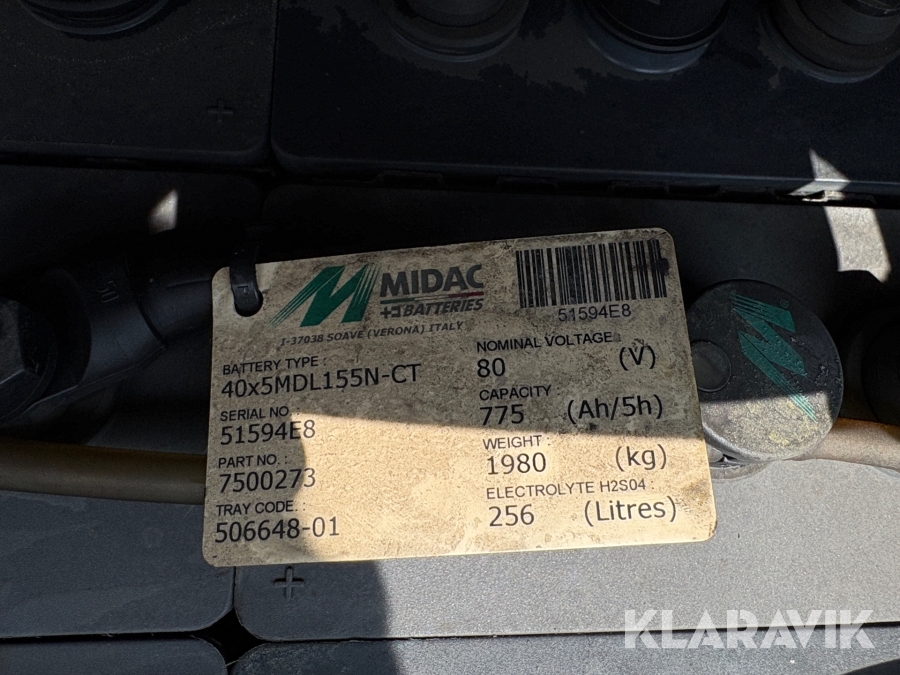 MIDAC
BATTERIES
I-37038 SOAVE (VERONA) ITALY
51594E8
BATTERY TYPE :
40x5MDL155N-CT
SERIAL NO :
51594E8
PART NO. :
7500273
TRAY CODE. :
506648-01
NOMINAL VOLTAGE :
80 (V)
CAPACITY
775 (Ah/5h)
WEIGHT :
1980 (kg)
ELECTROLYTE H2S04 :
256 (Litres)
KLARAVIK